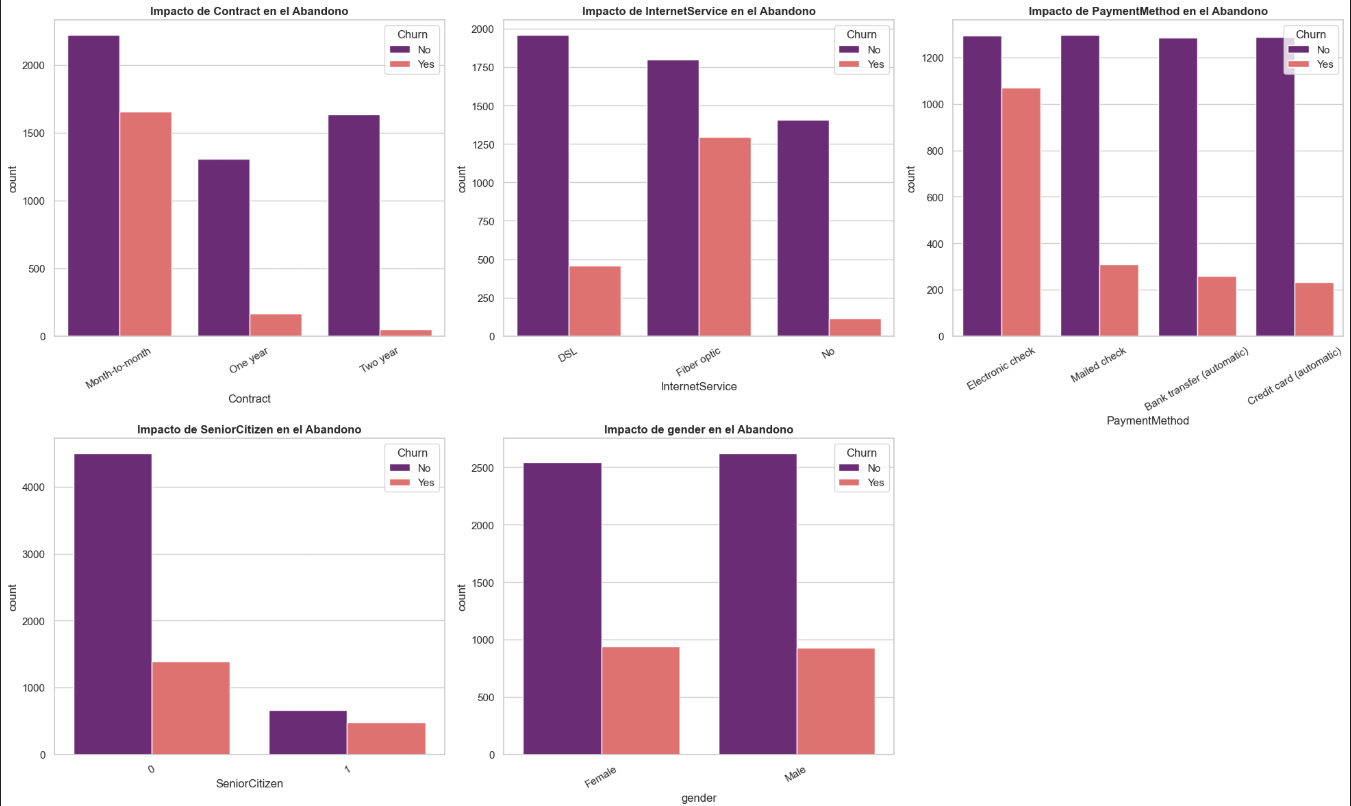 Impacto de Contract en el Abandono
Churn
No
Yes
2000
1500
1000
500
0
count
Month-to-month
One year
Two year
Contract
Impacto de InternetService en el Abandono
Churn
No
Yes
2000
1750
1500
1250
1000
750
500
250
0
count
DSL
Fiber optic
No
InternetService
Impacto de PaymentMethod en el Abandono
Churn
No
Yes
1200
1000
800
600
400
200
0
count
Electronic check
Mailed check
Bank transfer (automatic)
Credit card (automatic)
PaymentMethod
Impacto de SeniorCitizen en el Abandono
Churn
No
Yes
4000
3000
2000
1000
0
count
0
1
SeniorCitizen
Impacto de gender en el Abandono
Churn
No
Yes
2500
2000
1500
1000
500
0
count
Female
Male
gender